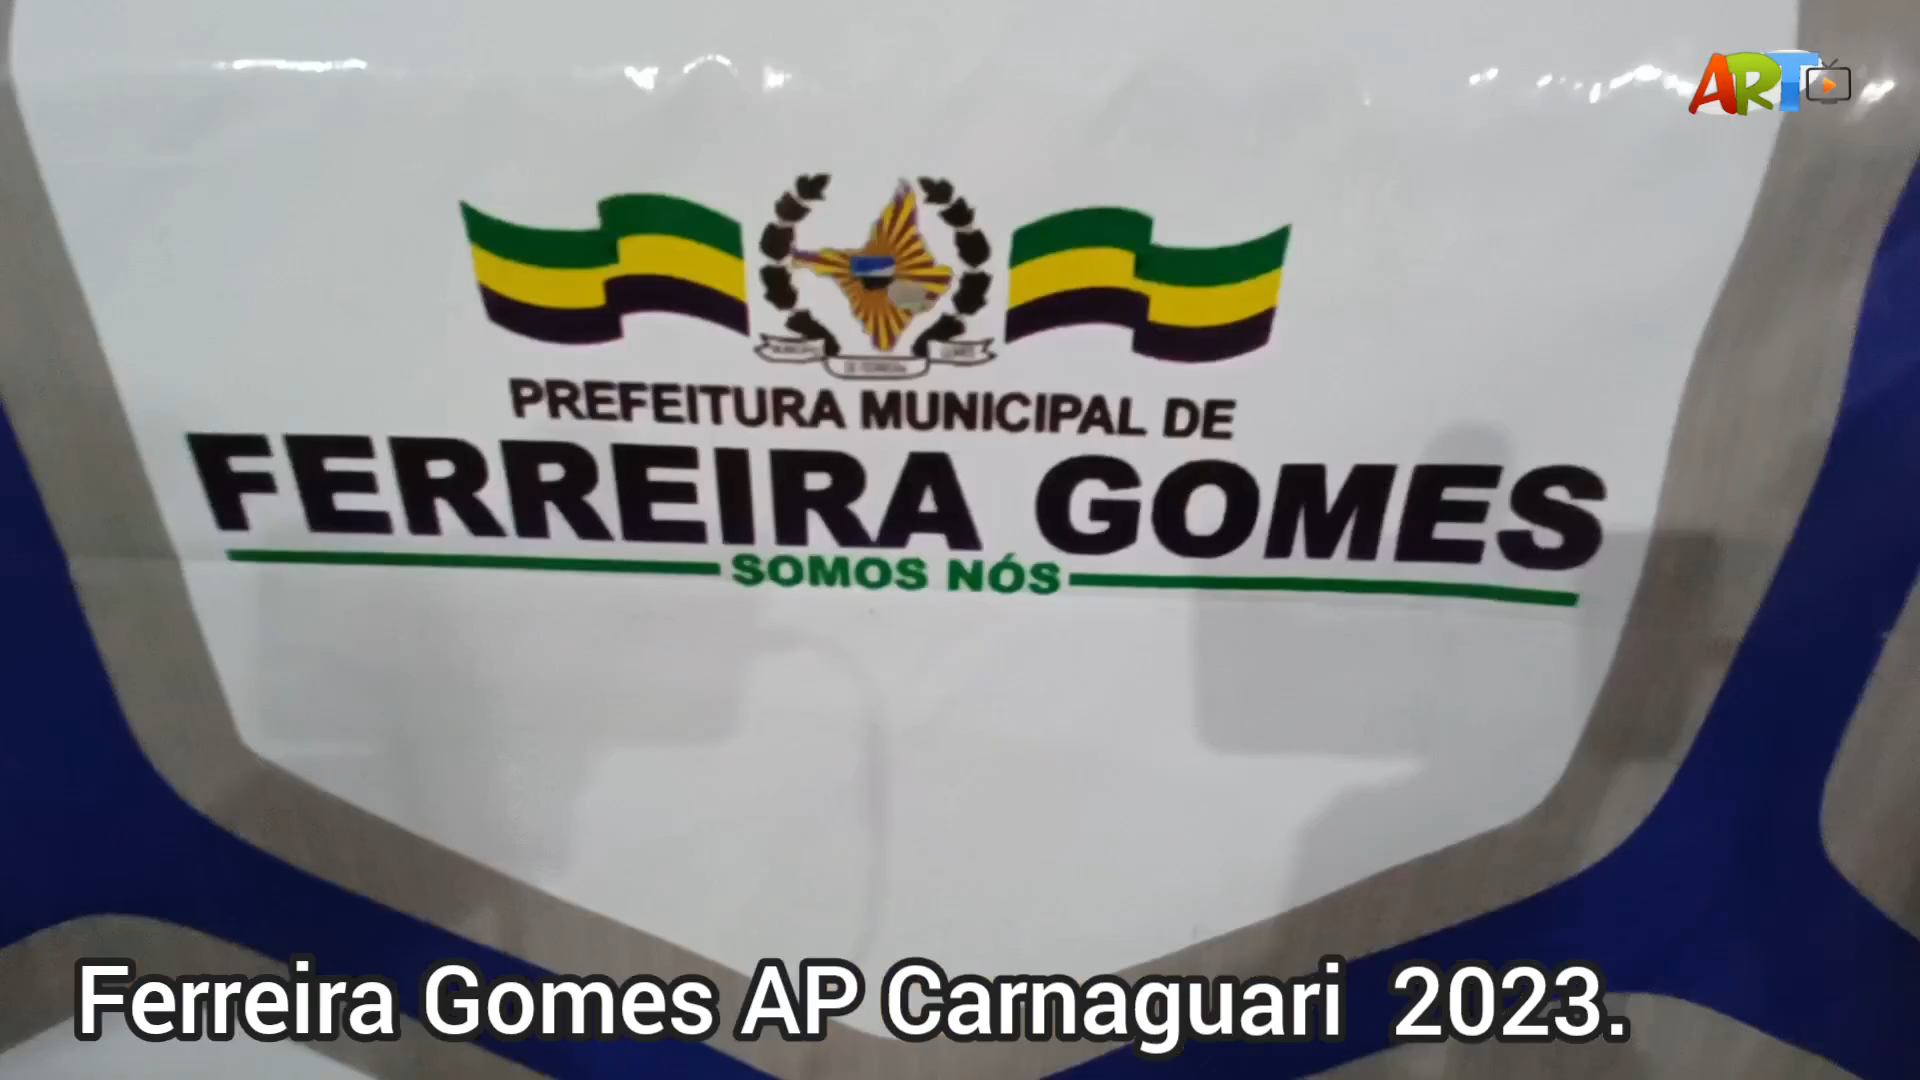 ART
PREFEITURA MUNICIPAL DE
FERREIRA GOMES
SOMOS NÓS
Ferreira Gomes AP Carnaguari 2023.